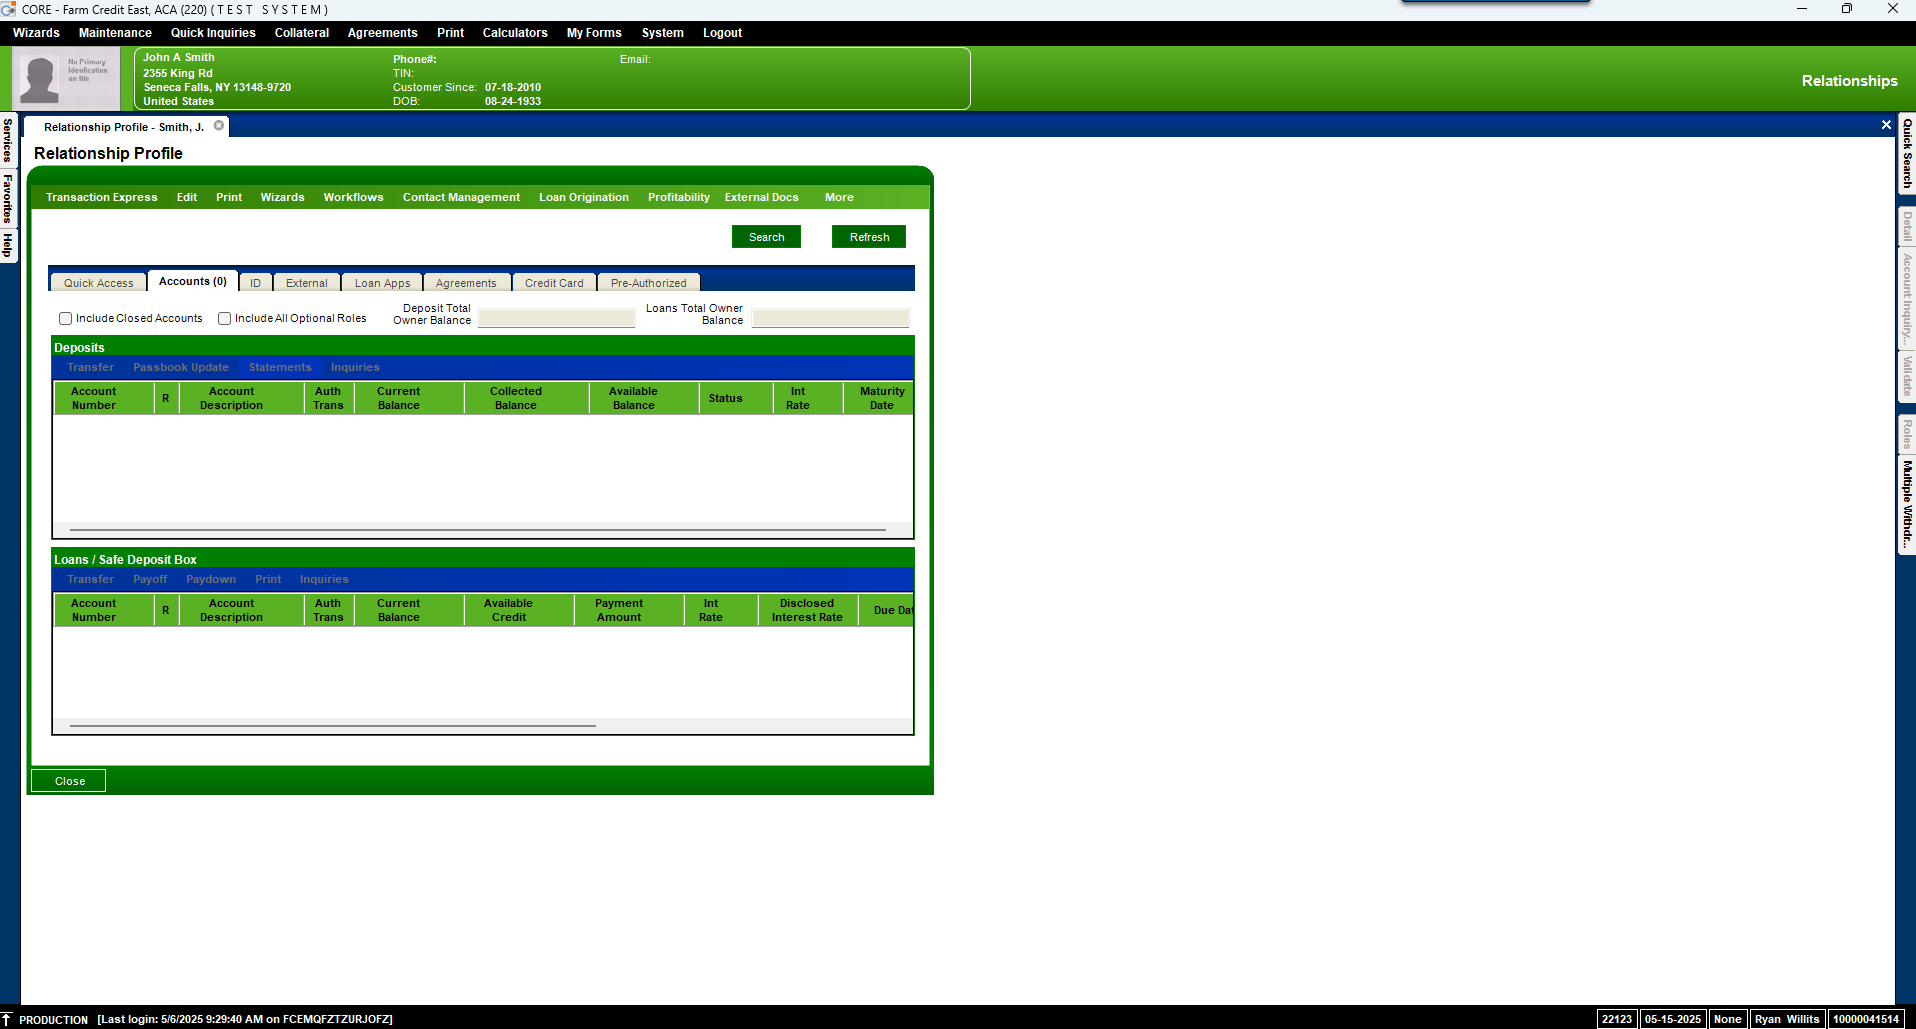 CORE - Farm Credit East, ACA (220) ( T E S T   S Y S T E M )
Wizards Maintenance Quick Inquiries Collateral Agreements Print Calculators My Forms System Logout
No Primary
Idenfication
on file
John A Smith
2355 King Rd
Seneca Falls, NY 13148-9720
United States
Phone#:
TIN:
Customer Since: 07-18-2010
DOB: 08-24-1933
Email:
Relationships
Services
Favorites
Help
Relationship Profile - Smith, J.
Relationship Profile
Transaction Express Edit Print Wizards Workflows Contact Management Loan Origination Profitability External Docs More
Search Refresh
Quick Access Accounts (0) ID External Loan Apps Agreements Credit Card Pre-Authorized
Include Closed Accounts Include All Optional Roles
Deposit Total
Owner Balance
Loans Total Owner
Balance
Deposits
Transfer Passbook Update Statements Inquiries
Account Number R Account Description Auth Trans Current Balance Collected Balance Available Balance Status Int Rate Maturity Date
Loans / Safe Deposit Box
Transfer Payoff Paydown Print Inquiries
Account Number R Account Description Auth Trans Current Balance Available Credit Payment Amount Int Rate Disclosed Interest Rate Due Dat
Close
Quick Search
Detail
Account Inquiry...
Validate
Roles
Multiple Withdr...
PRODUCTION [Last login: 5/6/2025 9:29:40 AM on FCEMQFZTZURJOFZ]
22123 05-15-2025 None Ryan Willits 10000041514